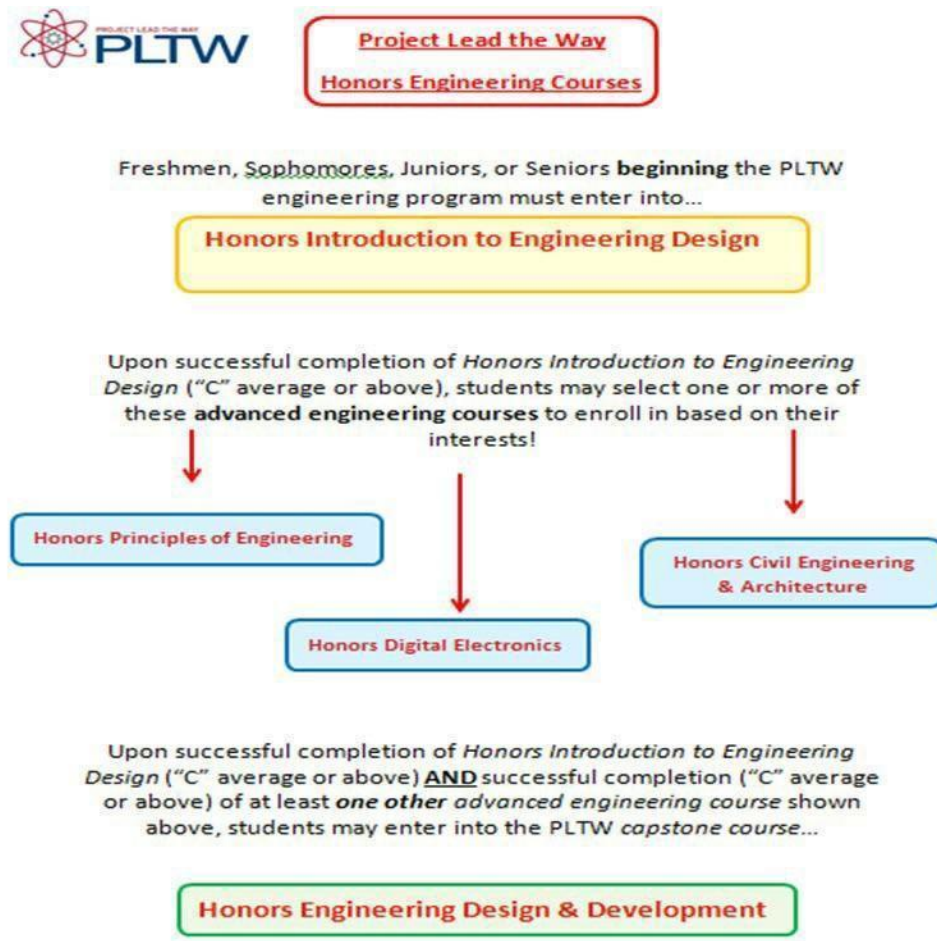 PROJECT LEAD THE WAY
PLTW
Project Lead the Way
Honors Engineering Courses
Freshmen, Sophomores, Juniors, or Seniors beginning the PLTW
engineering program must enter into...
Honors Introduction to Engineering Design
Upon successful completion of Honors Introduction to Engineering
Design (“C” average or above), students may select one or more of
these advanced engineering courses to enroll in based on their
interests!
Honors Principles of Engineering
Honors Civil Engineering
& Architecture
Honors Digital Electronics
Upon successful completion of Honors Introduction to Engineering
Design (“C” average or above) AND successful completion (“C” average
or above) of at least one other advanced engineering course shown
above, students may enter into the PLTW capstone course...
Honors Engineering Design & Development